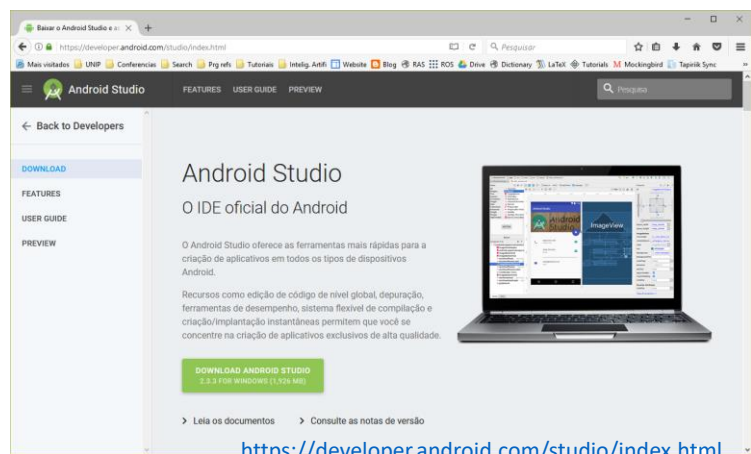 Baixar o Android Studio e a
https://developer.android.com/studio/index.html
Pesquisar
Mais visitados UNIP Conferencias Search Prg refs Tutoriais Intelig. Artifi Website Blog RAS ROS Drive Dictionary LaTeX Tutorials Mockingbird Tapiriik Sync
Android Studio FEATURES USER GUIDE PREVIEW Pesquisa
Back to Developers
DOWNLOAD
FEATURES
USER GUIDE
PREVIEW
Android Studio
O IDE oficial do Android
O Android Studio oferece as ferramentas mais rápidas para a
criação de aplicativos em todos os tipos de dispositivos
Android.
Recursos como edição de código de nível global, depuração,
ferramentas de desempenho, sistema flexível de compilação e
criação/implantação instantâneas permitem que você se
concentre na criação de aplicativos exclusivos de alta qualidade.
DOWNLOAD ANDROID STUDIO
2.3.3 FOR WINDOWS (1,926 MB)
Leia os documentos Consulte as notas de versão
Android Studio
ImageView
https://developer.android.com/studio/index.html